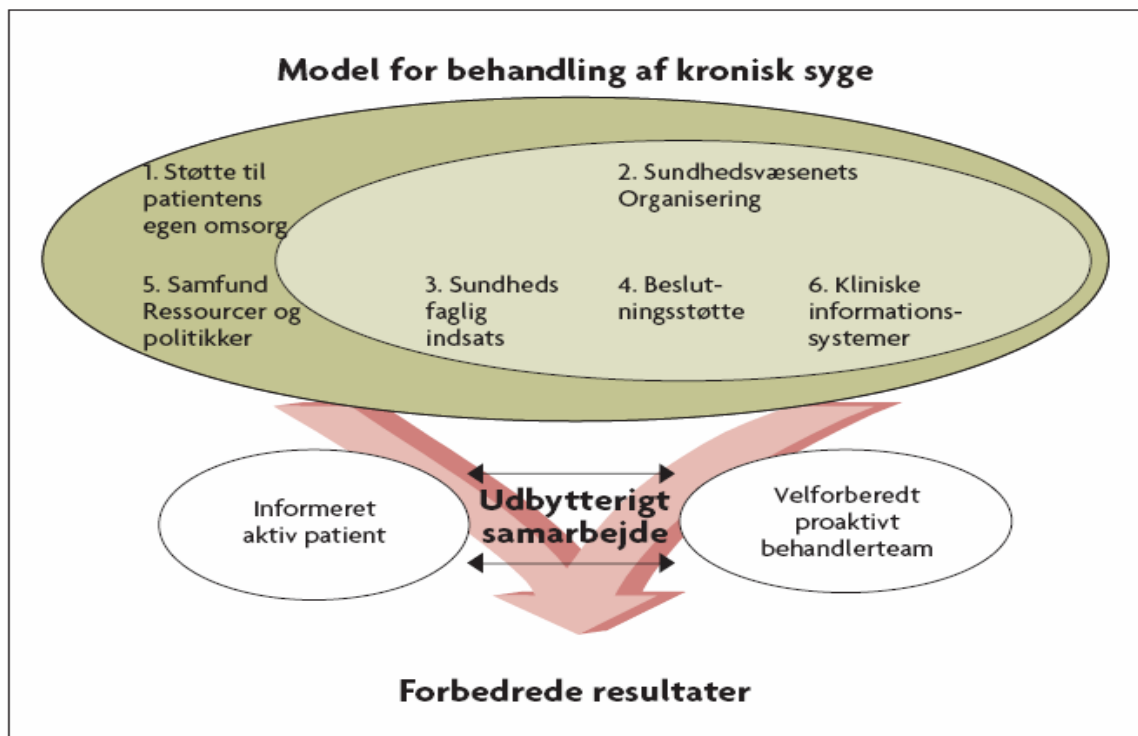 Model for behandling af kronisk syge
1. Støtte til
patientens
egen omsorg
2. Sundhedsvæsenets
Organisering
5. Samfund
Ressourcer og
politikker
3. Sundheds
faglig
indsats
4. Beslut-
ningsstøtte
6. Kliniske
informations-
systemer
Informeret
aktiv patient
Udbytterigt
samarbejde
Velforberedt
proaktivt
behandlerteam
Forbedrede resultater